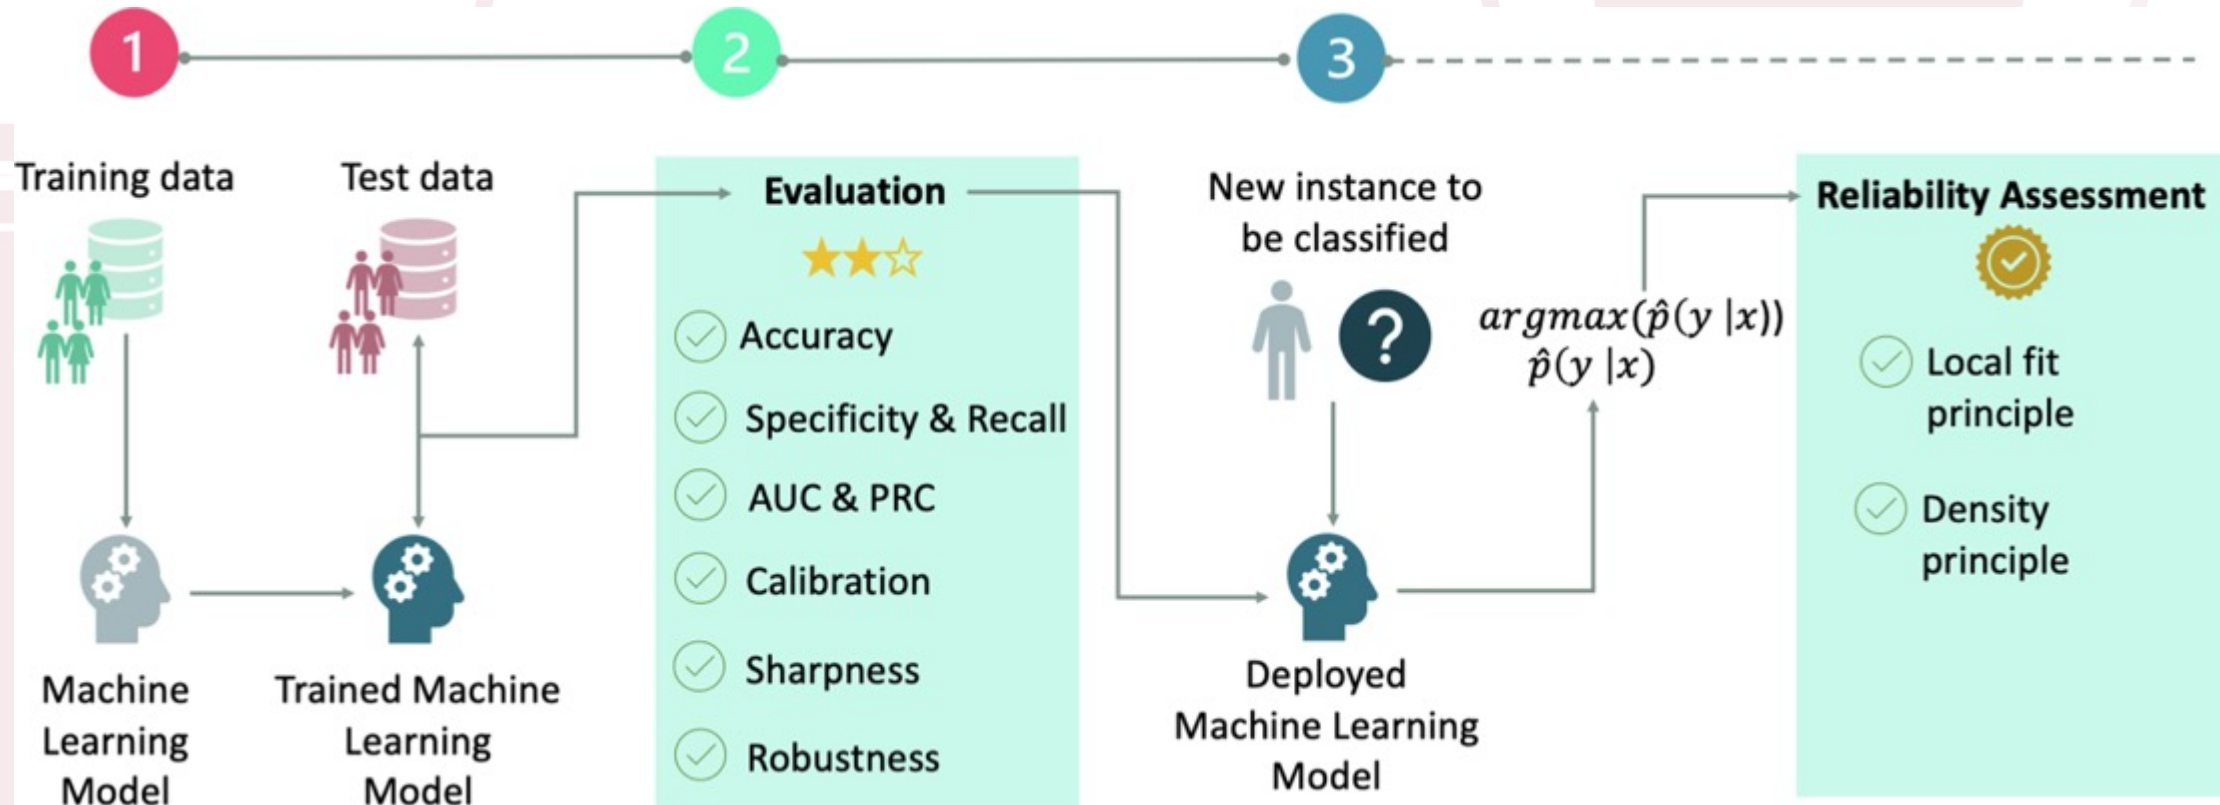 1
2
3
Training data
Test data
Machine
Learning
Model
Trained Machine
Learning
Model
Evaluation
Accuracy
Specificity & Recall
AUC & PRC
Calibration
Sharpness
Robustness
New instance to
be classified
?
Deployed
Machine Learning
Model
argmax(p̂(y |x))
p̂(y |x)
Reliability Assessment
Local fit
principle
Density
principle